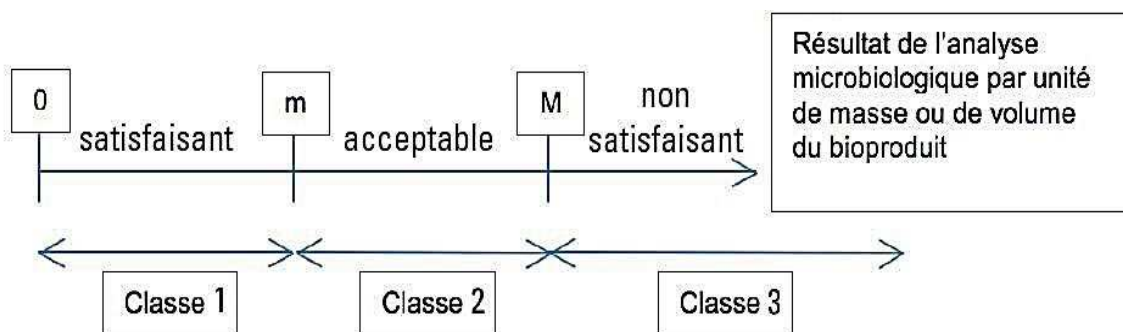 0
m
M
satisfaisant
acceptable
non
satisfaisant
Résultat de l'analyse
microbiologique par unité
de masse ou de volume
du bioproduit
Classe 1
Classe 2
Classe 3